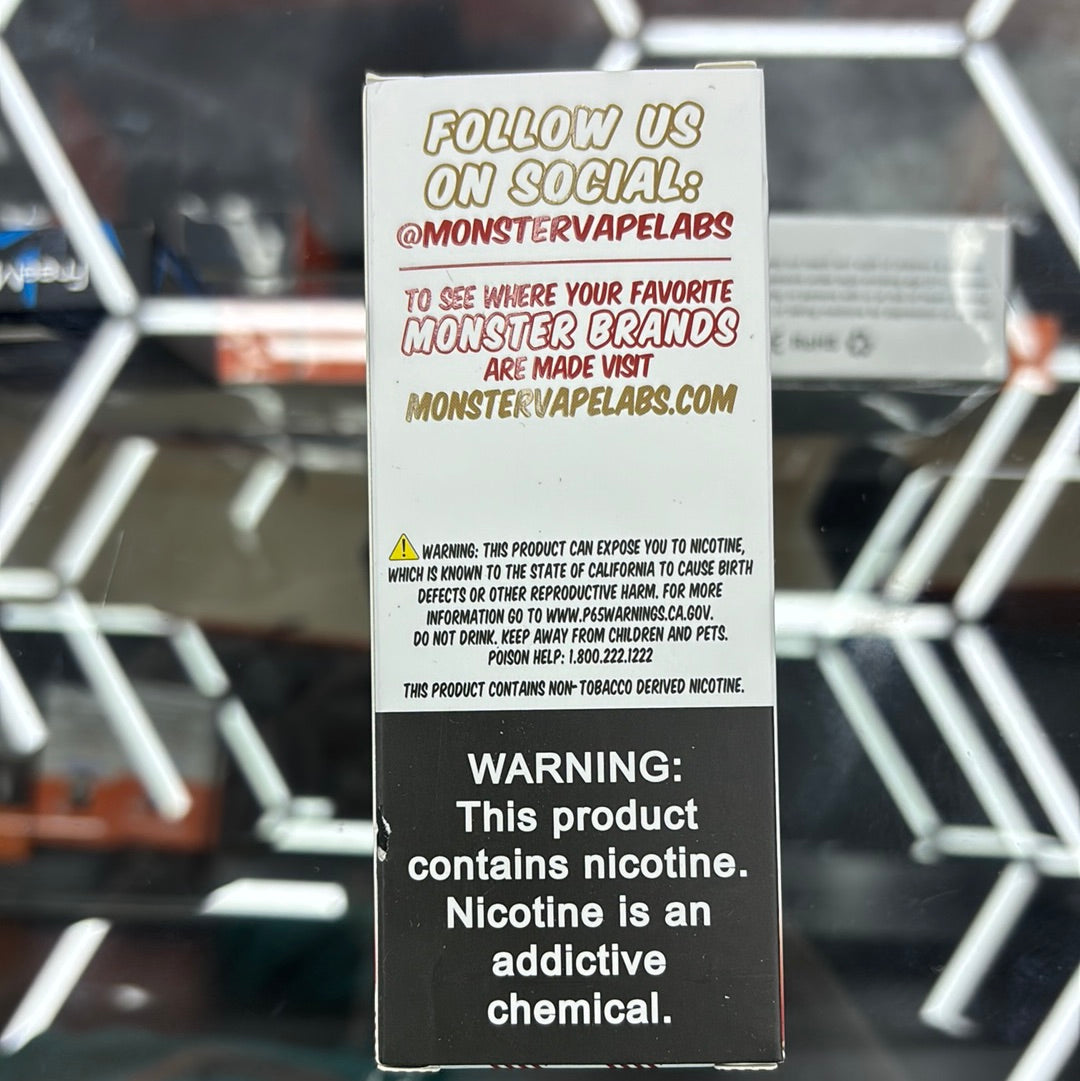 FOLLOW US
ON SOCIAL:
@MONSTERVAPELABS
TO SEE WHERE YOUR FAVORITE
MONSTER BRANDS
ARE MADE VISIT
MONSTERVAPELABS.COM
WARNING: THIS PRODUCT CAN EXPOSE YOU TO NICOTINE,
WHICH IS KNOWN TO THE STATE OF CALIFORNIA TO CAUSE BIRTH
DEFECTS OR OTHER REPRODUCTIVE HARM. FOR MORE
INFORMATION GO TO WWW.P65WARNINGS.CA.GOV.
DO NOT DRINK. KEEP AWAY FROM CHILDREN AND PETS.
POISON HELP: 1.800.222.1222
THIS PRODUCT CONTAINS NON-TOBACCO DERIVED NICOTINE.
WARNING:
This product
contains nicotine.
Nicotine is an
addictive
chemical.